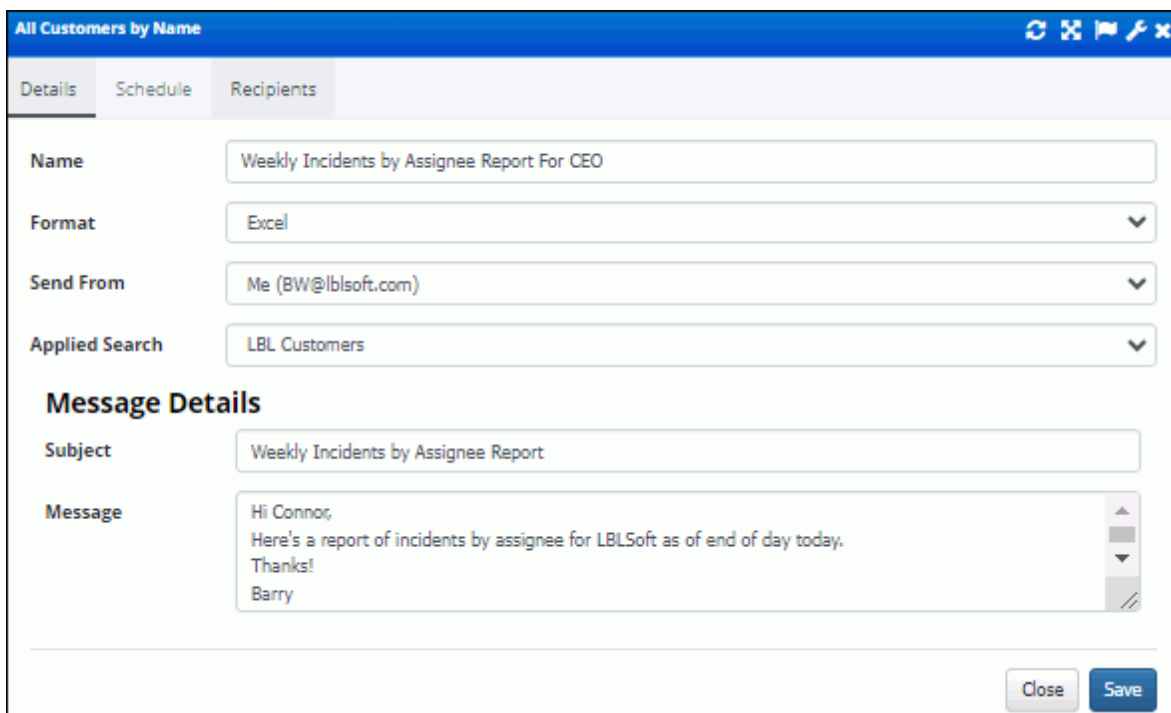 All Customers by Name
Details Schedule Recipients
Name Weekly Incidents by Assignee Report For CEO
Format Excel
Send From Me (BW@lblsoft.com)
Applied Search LBL Customers
Message Details
Subject Weekly Incidents by Assignee Report
Message Hi Connor,
Here's a report of incidents by assignee for LBLSoft as of end of day today.
Thanks!
Barry
Close Save